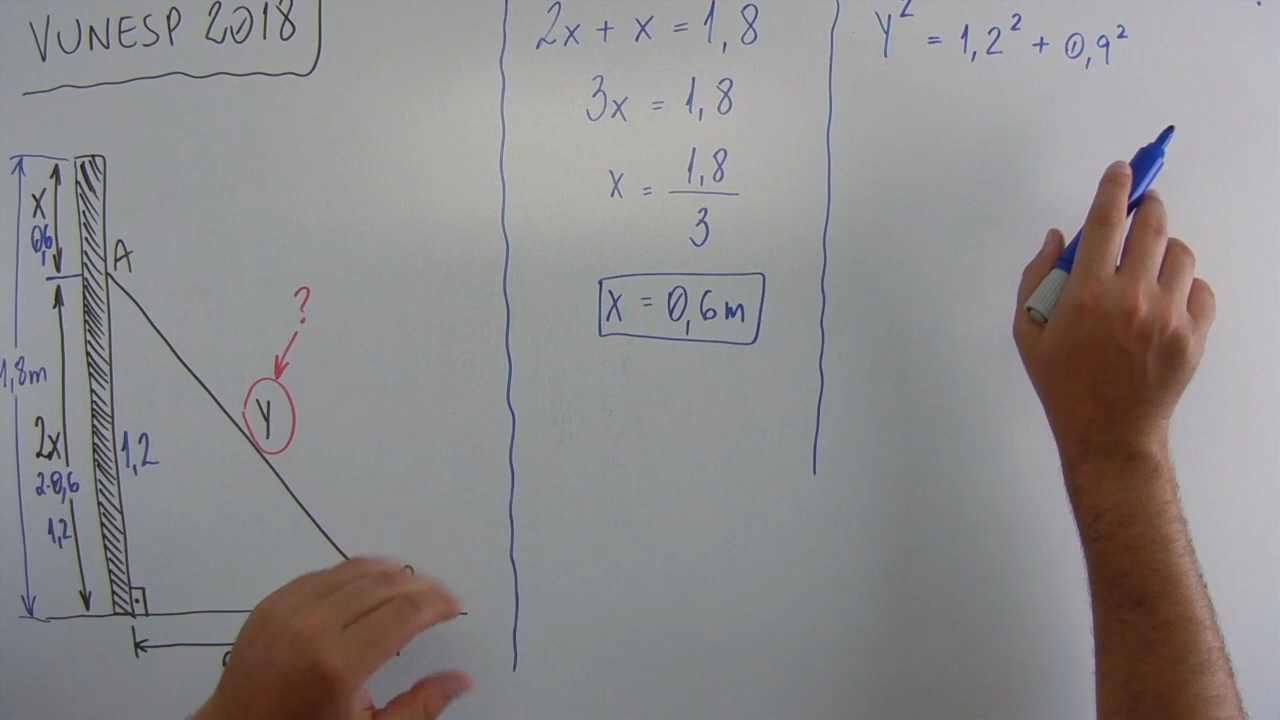 VUNESP 2018
x
0,6
A
?
1,8m
y
2x
1,2
2·0,6
1,2
2x + x = 1,8
3x = 1,8
x = 1,8
3
x = 0,6m
y² = 1,2² + 0,9²